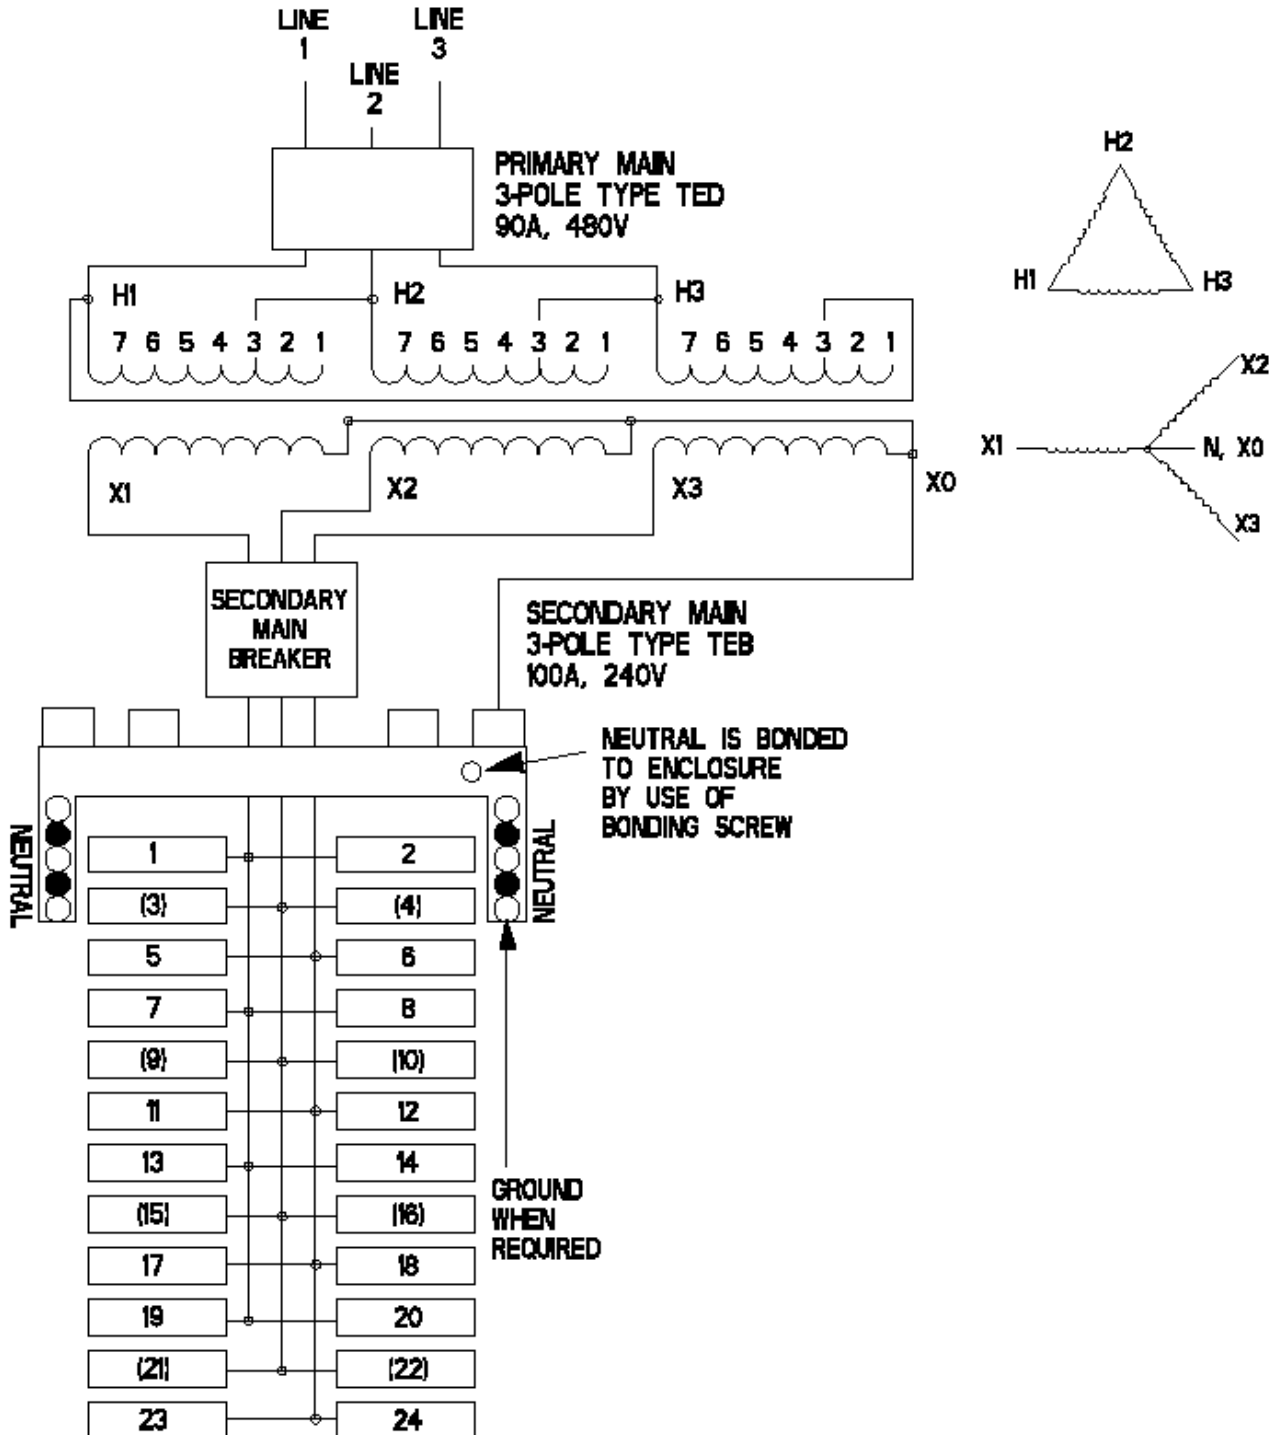 LINE 1
LINE 3
LINE 2
PRIMARY MAIN
3-POLE TYPE TED
90A, 480V
H2
H1
H3
H1
H2
H3
7 6 5 4 3 2 1
7 6 5 4 3 2 1
7 6 5 4 3 2 1
X2
X1
N, X0
X3
X1
X2
X3
X0
SECONDARY
MAIN
BREAKER
SECONDARY MAIN
3-POLE TYPE TEB
100A, 240V
NEUTRAL IS BONDED
TO ENCLOSURE
BY USE OF
BONDING SCREW
NEUTRAL
NEUTRAL
1 2
(3) (4)
5 6
7 8
(9) (10)
11 12
13 14
(15) (16)
17 18
19 20
(21) (22)
23 24
GROUND
WHEN
REQUIRED